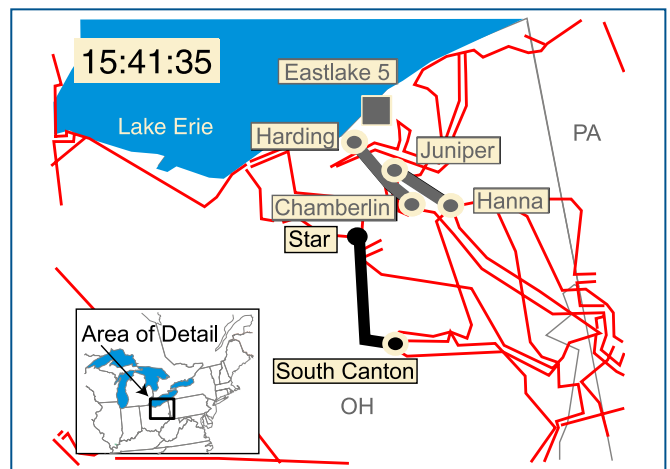 15:41:35
Eastlake 5
Lake Erie
Harding
Juniper
PA
Chamberlin
Hanna
Star
Area of Detail
South Canton
OH